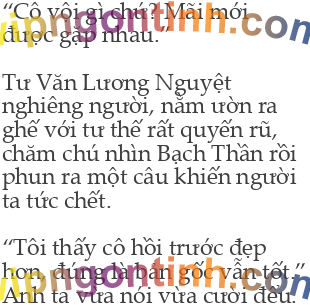 “Cô vội gì chứ? Mãi mới
được gặp nhau.”
Tư Văn Lương Nguyệt
nghiêng người, nằm ườn ra
ghế với tư thế rất quyến rũ,
chăm chú nhìn Bạch Thần rồi
phun ra một câu khiến người
ta tức chết.
“Tôi thấy cô hồi trước đẹp
hơn, đúng là bản gốc vẫn tốt.”
Anh ta vừa nói vừa cười đểu.
vipngontinh.com
vipngontinh.com